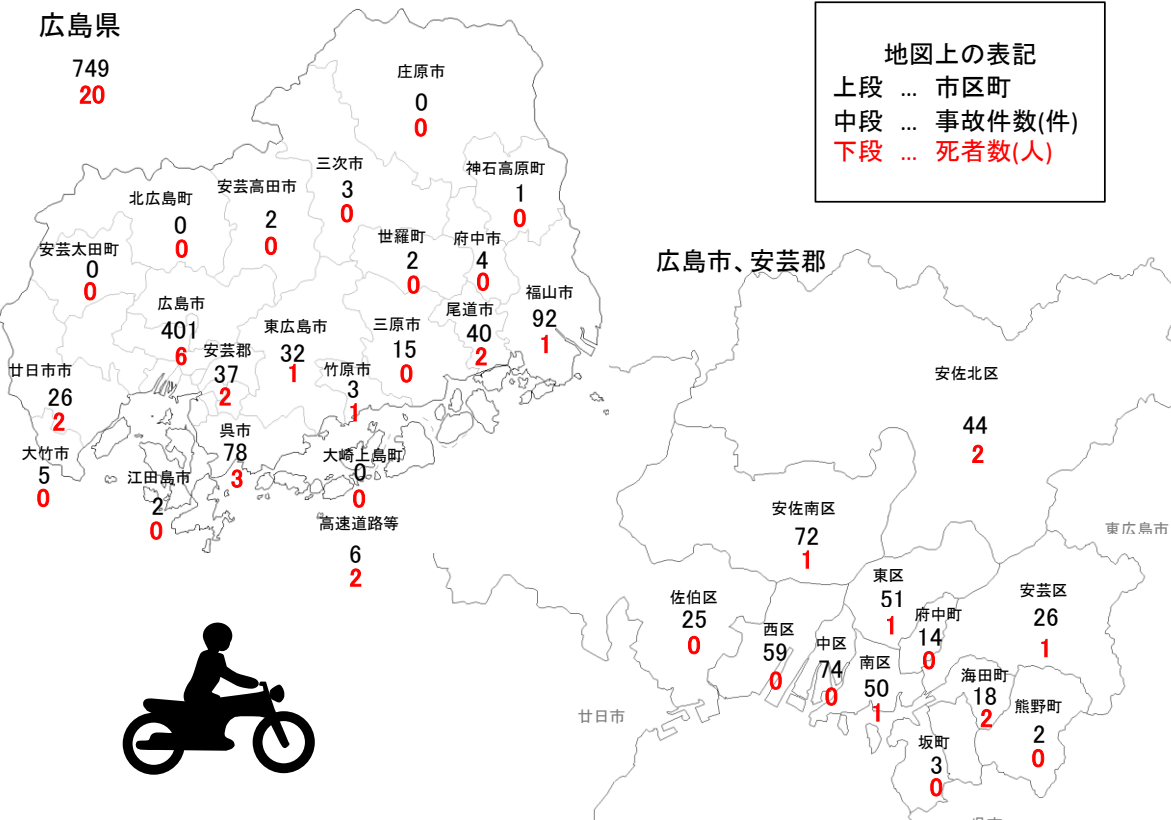 広島県
749
20
地図上の表記
上段 … 市区町
中段 … 事故件数(件)
下段 … 死者数(人)
庄原市
0
0
三次市
3
0
神石高原町
1
0
安芸高田市
2
0
北広島町
0
0
安芸太田町
0
0
世羅町
2
0
府中市
4
0
福山市
92
1
広島市
401
6
尾道市
40
2
東広島市
32
1
三原市
15
0
安芸郡
37
2
竹原市
3
1
廿日市市
26
2
呉市
78
3
大竹市
5
0
江田島市
2
0
大崎上島町
0
0
高速道路等
6
2
広島市、安芸郡
安佐北区
44
2
安佐南区
72
1
東広島市
東区
51
1
安芸区
26
1
佐伯区
25
0
府中町
14
0
西区
59
0
中区
74
0
南区
50
1
海田町
18
2
熊野町
2
0
坂町
3
0
廿日市